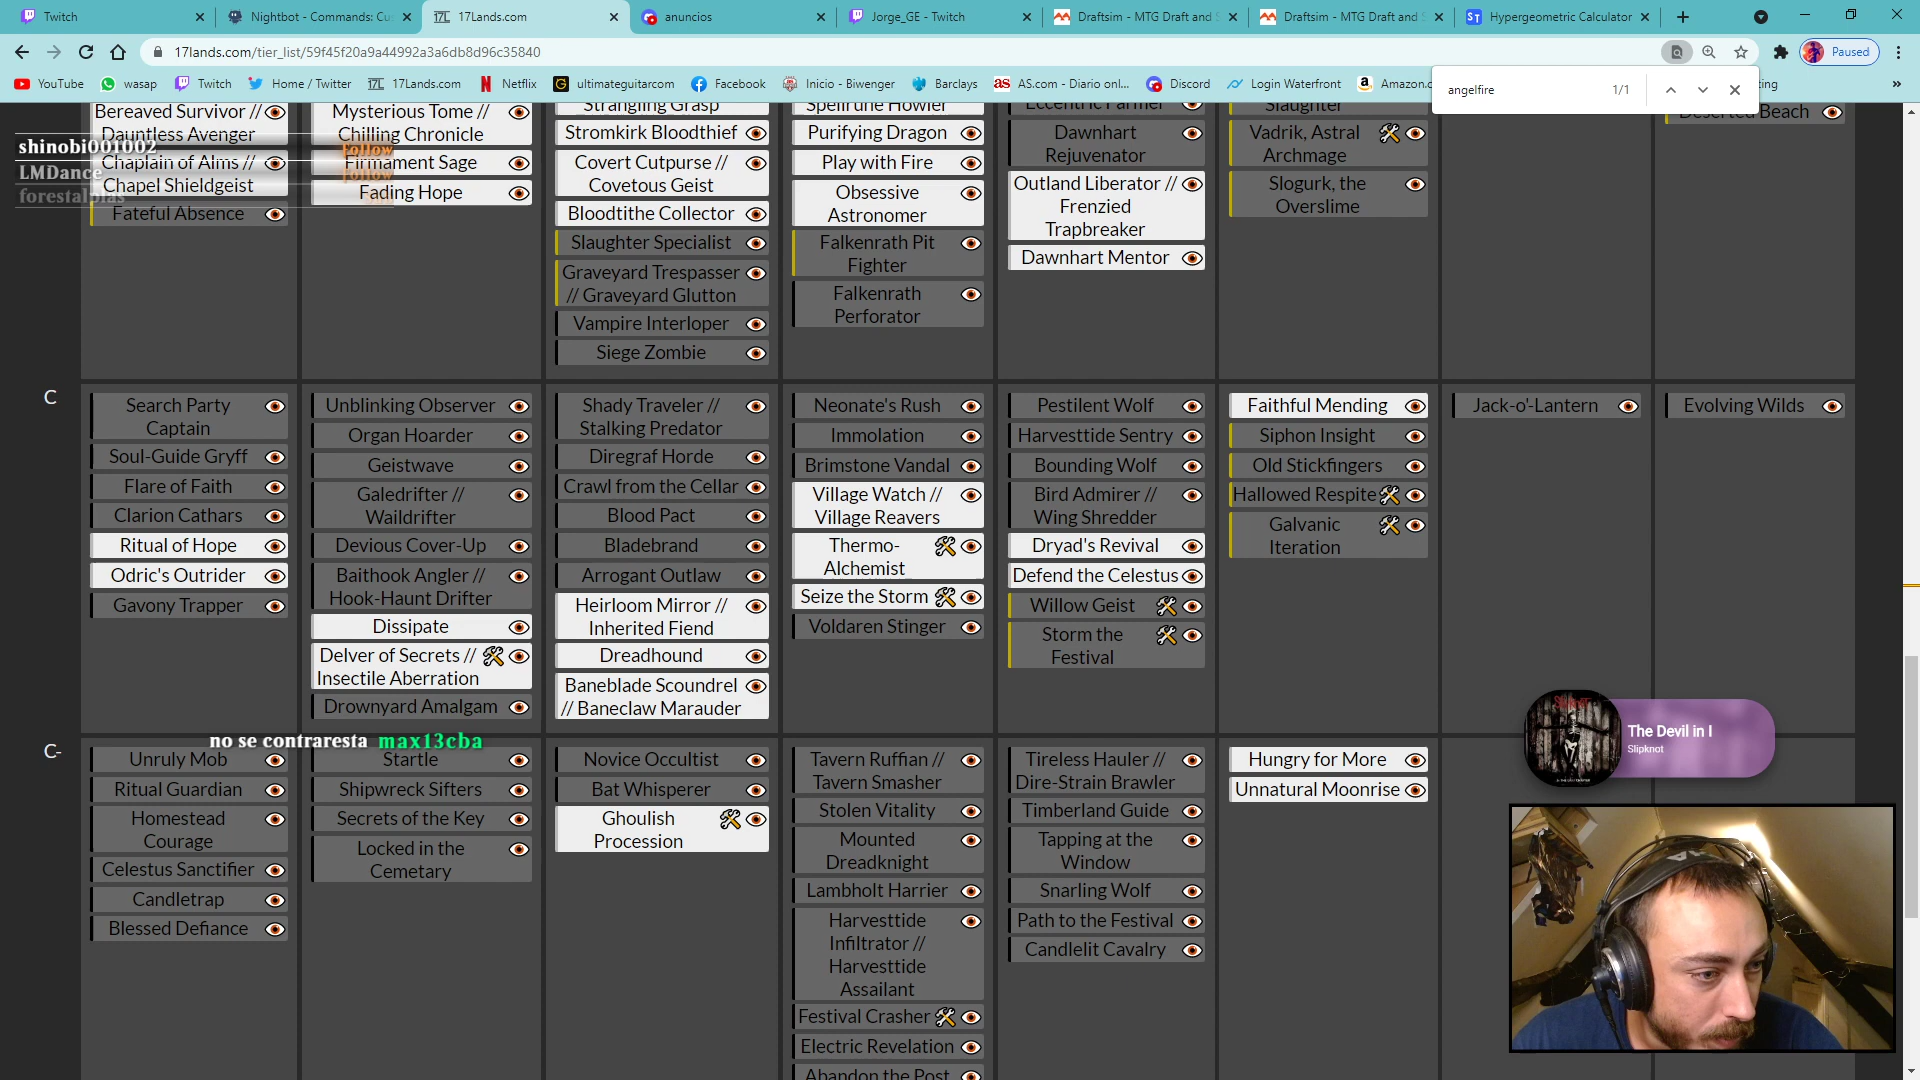 Twitch
Nightbot - Commands: Cu
17Lands.com
anuncios
Jorge_GE - Twitch
Draftsim - MTG Draft and
Draftsim - MTG Draft and
Hypergeometric Calculator
17lands.com/tier_list/59f45f20a9a44992a3a6db8d96c35840
Paused
YouTube
wasap
Twitch
Home / Twitter
17Lands.com
Netflix
ultimateguitar.com
Facebook
Inicio - Biwenger
Barclays
AS.com - Diario onl...
Discord
Login Waterfront
Amazon.c
ting
angelfire
1/1
Bereaved Survivor //
Dauntless Avenger
Chaplain of Alms //
Chapel Shieldgeist
Fateful Absence
shinobi001002
Follow
LMDance
Follow
forestalplas
Mysterious Tome //
Chilling Chronicle
Firmament Sage
Fading Hope
Strangling Grasp
Stromkirk Bloodthief
Covert Cutpurse //
Covetous Geist
Bloodtithe Collector
Slaughter Specialist
Graveyard Trespasser
// Graveyard Glutton
Vampire Interloper
Siege Zombie
Spellrune Howler
Purifying Dragon
Play with Fire
Obsessive
Astronomer
Falkenrath Pit
Fighter
Falkenrath
Perforator
Eccentric Farmer
Dawnhart
Rejuvenator
Outland Liberator //
Frenzied
Trapbreaker
Dawnhart Mentor
Slaughter
Vadrik, Astral
Archmage
Slogurk, the
Overslime
Deserted Beach
C
Search Party
Captain
Soul-Guide Gryff
Flare of Faith
Clarion Cathars
Ritual of Hope
Odric's Outrider
Gavony Trapper
Unblinking Observer
Organ Hoarder
Geistwave
Galedrifter //
Waildrifter
Devious Cover-Up
Baithook Angler //
Hook-Haunt Drifter
Dissipate
Delver of Secrets //
Insectile Aberration
Drownyard Amalgam
Shady Traveler //
Stalking Predator
Diregraf Horde
Crawl from the Cellar
Blood Pact
Bladebrand
Arrogant Outlaw
Heirloom Mirror //
Inherited Fiend
Dreadhound
Baneblade Scoundrel
// Baneclaw Marauder
Neonate's Rush
Immolation
Brimstone Vandal
Village Watch //
Village Reavers
Thermo-
Alchemist
Seize the Storm
Voldaren Stinger
Pestilent Wolf
Harvesttide Sentry
Bounding Wolf
Bird Admirer //
Wing Shredder
Dryad's Revival
Defend the Celestus
Willow Geist
Storm the
Festival
Faithful Mending
Siphon Insight
Old Stickfingers
Hallowed Respite
Galvanic
Iteration
Jack-o'-Lantern
Evolving Wilds
The Devil in I
Slipknot
no se contraresta max13cba
C-
Unruly Mob
Ritual Guardian
Homestead
Courage
Celestus Sanctifier
Candletrap
Blessed Defiance
Startle
Shipwreck Sifters
Secrets of the Key
Locked in the
Cemetary
Novice Occultist
Bat Whisperer
Ghoulish
Procession
Tavern Ruffian //
Tavern Smasher
Stolen Vitality
Mounted
Dreadknight
Lambholt Harrier
Harvesttide
Infiltrator //
Harvesttide
Assailant
Festival Crasher
Electric Revelation
Abandon the Post
Tireless Hauler //
Dire-Strain Brawler
Timberland Guide
Tapping at the
Window
Snarling Wolf
Path to the Festival
Candlelit Cavalry
Hungry for More
Unnatural Moonrise